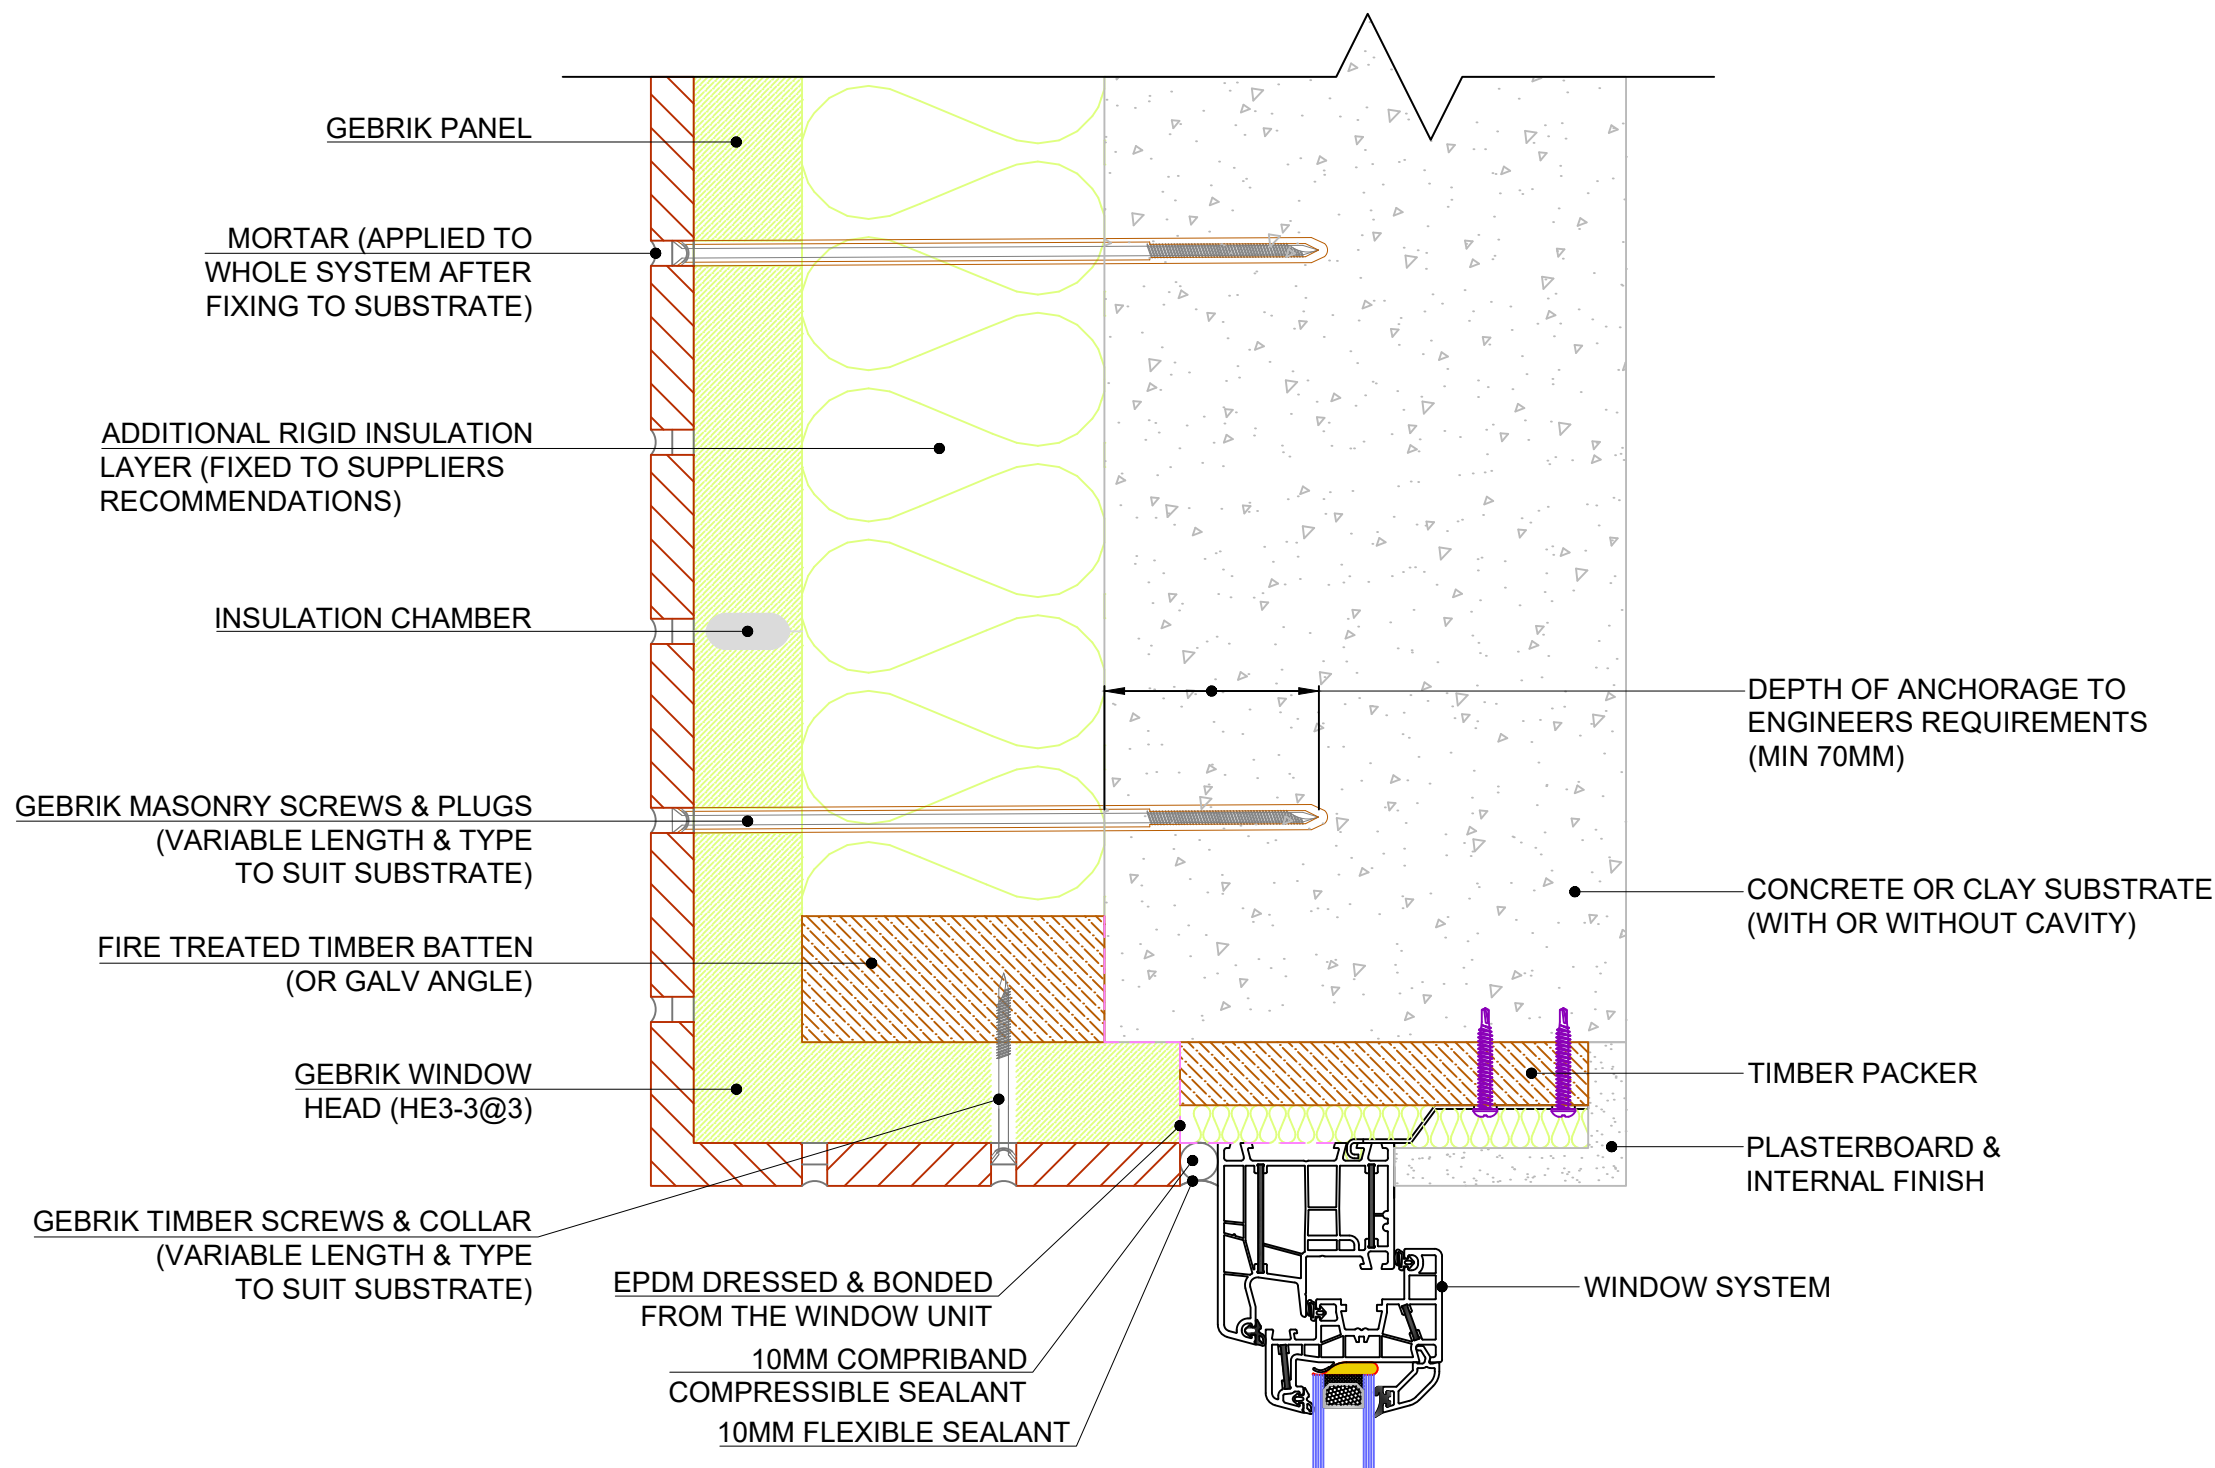 GEBRIK PANEL
MORTAR (APPLIED TO
WHOLE SYSTEM AFTER
FIXING TO SUBSTRATE)
ADDITIONAL RIGID INSULATION
LAYER (FIXED TO SUPPLIERS
RECOMMENDATIONS)
INSULATION CHAMBER
GEBRIK MASONRY SCREWS & PLUGS
(VARIABLE LENGTH & TYPE
TO SUIT SUBSTRATE)
FIRE TREATED TIMBER BATTEN
(OR GALV ANGLE)
GEBRIK WINDOW
HEAD (HE3-3@3)
GEBRIK TIMBER SCREWS & COLLAR
(VARIABLE LENGTH & TYPE
TO SUIT SUBSTRATE)
EPDM DRESSED & BONDED
FROM THE WINDOW UNIT
10MM COMPRIBAND
COMPRESSIBLE SEALANT
10MM FLEXIBLE SEALANT
DEPTH OF ANCHORAGE TO
ENGINEERS REQUIREMENTS
(MIN 70MM)
CONCRETE OR CLAY SUBSTRATE
(WITH OR WITHOUT CAVITY)
TIMBER PACKER
PLASTERBOARD &
INTERNAL FINISH
WINDOW SYSTEM